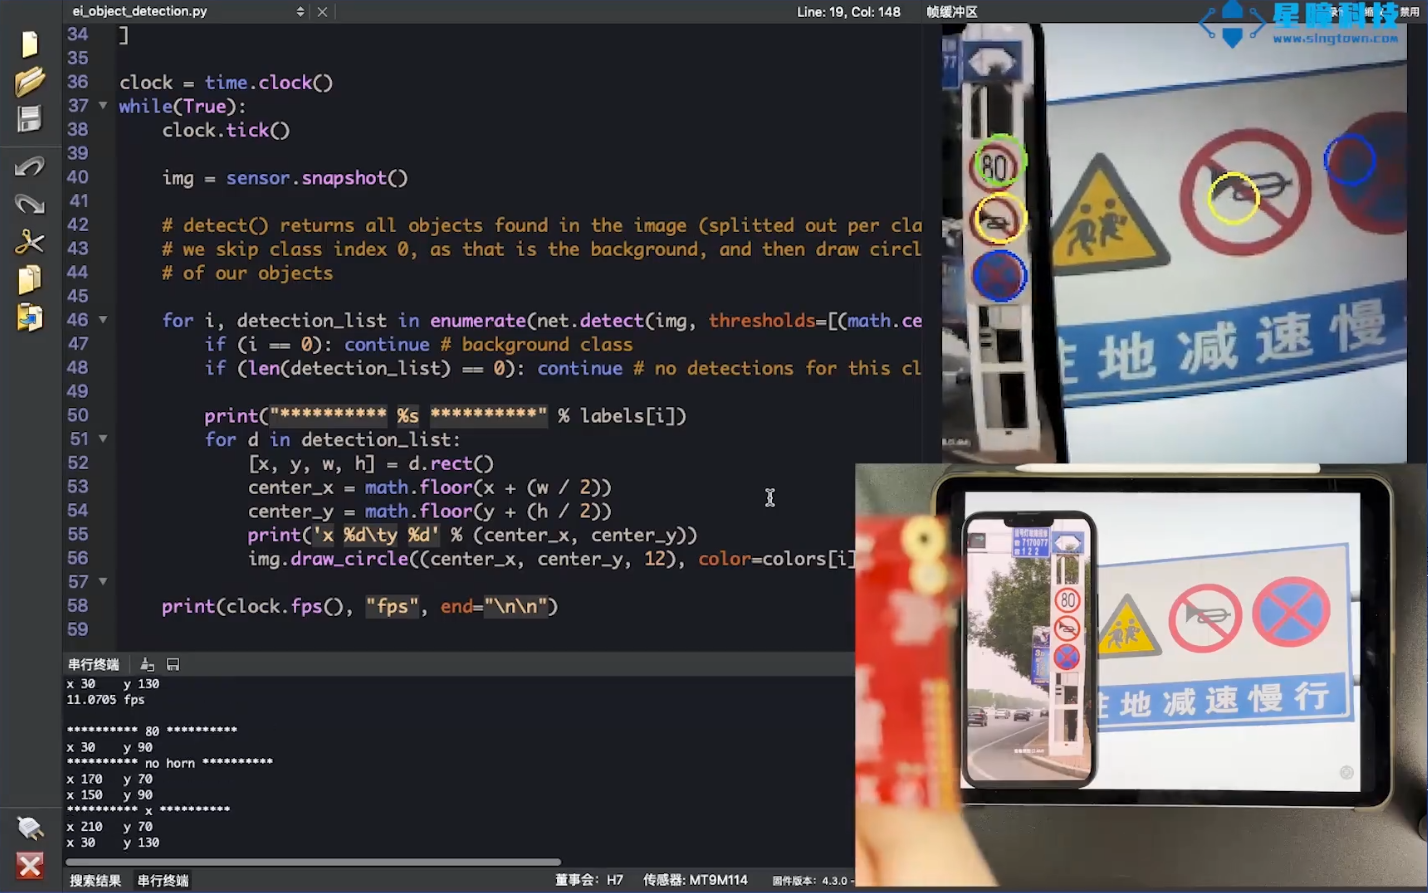 ei_object_detection.py
Line: 19, Col: 148
帧缓冲区
禁用
星瞳科技
www.singtown.com
34 ]
35
36 clock = time.clock()
37 while(True):
38 clock.tick()
39
40 img = sensor.snapshot()
41
42 # detect() returns all objects found in the image (splitted out per cla
43 # we skip class index 0, as that is the background, and then draw circl
44 # of our objects
45
46 for i, detection_list in enumerate(net.detect(img, thresholds=[(math.ce
47 if (i == 0): continue # background class
48 if (len(detection_list) == 0): continue # no detections for this cl
49
50 print("********** %s **********" % labels[i])
51 for d in detection_list:
52 [x, y, w, h] = d.rect()
53 center_x = math.floor(x + (w / 2))
54 center_y = math.floor(y + (h / 2))
55 print('x %d\ty %d' % (center_x, center_y))
56 img.draw_circle((center_x, center_y, 12), color=colors[i]
57
58 print(clock.fps(), "fps", end="\n\n")
59
77
80
地减速慢
串行终端
x 30 y 130
11.0705 fps
********** 80 **********
x 30 y 90
********** no horn **********
x 170 y 70
x 150 y 90
********** x **********
x 210 y 70
x 30 y 130
搜索结果
串行终端
董事会: H7
传感器: MT9M114
固件版本: 4.3.0 -
7178877
122
80
地减速慢行